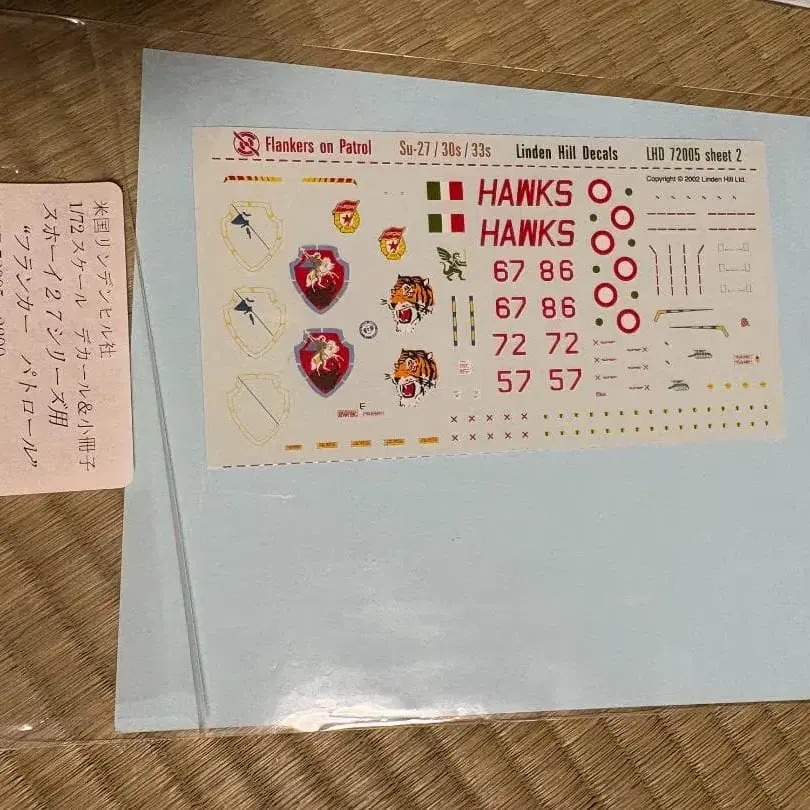 Flankers on Patrol Su-27 / 30s / 33s Linden Hill Decals LHD 72005 sheet 2
Copyright © 2002 Linden Hill Ltd.
HAWKS
HAWKS
67 86
67 86
72 72
57 57
E
米国リンデンヒル社
1/72スケール デカール&小冊子
スホーイ27シリーズ用
"フランカー パトロール"